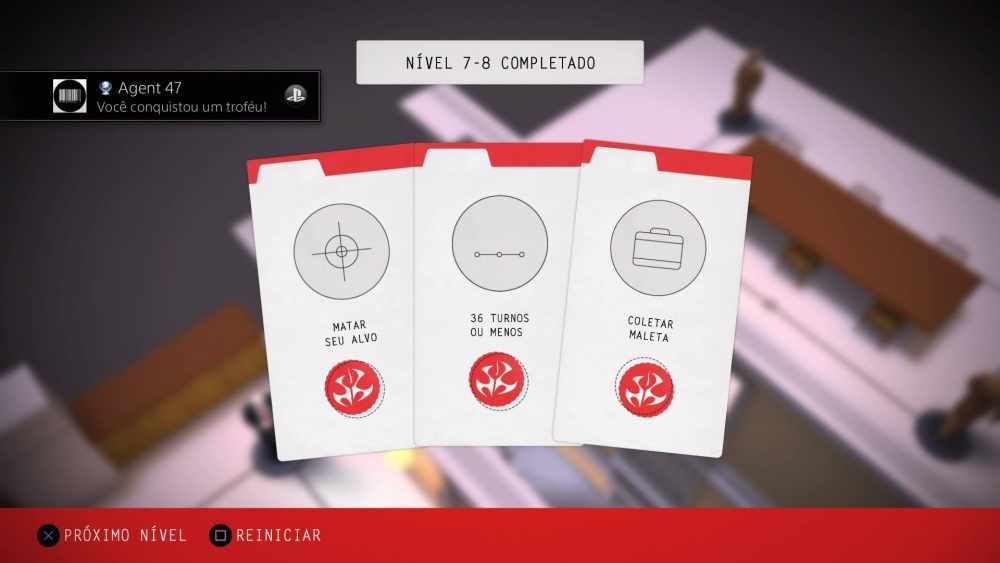 NÍVEL 7-8 COMPLETADO
Agent 47
Você conquistou um troféu!
MATAR
SEU ALVO
36 TURNOS
OU MENOS
COLETAR
MALETA
PRÓXIMO NÍVEL
REINICIAR